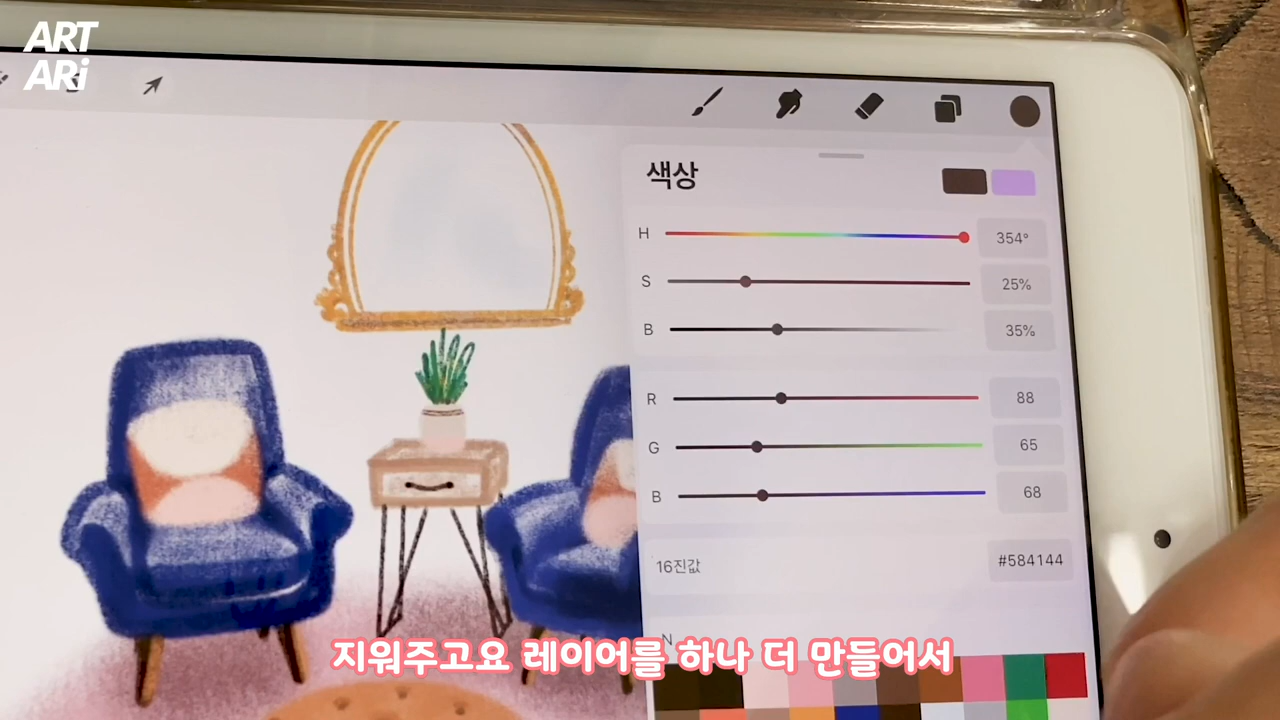 ART
ARi
색상
H 354°
S 25%
B 35%
R 88
G 65
B 68
16진값 #584144
N
지워주고요 레이어를 하나 더 만들어서